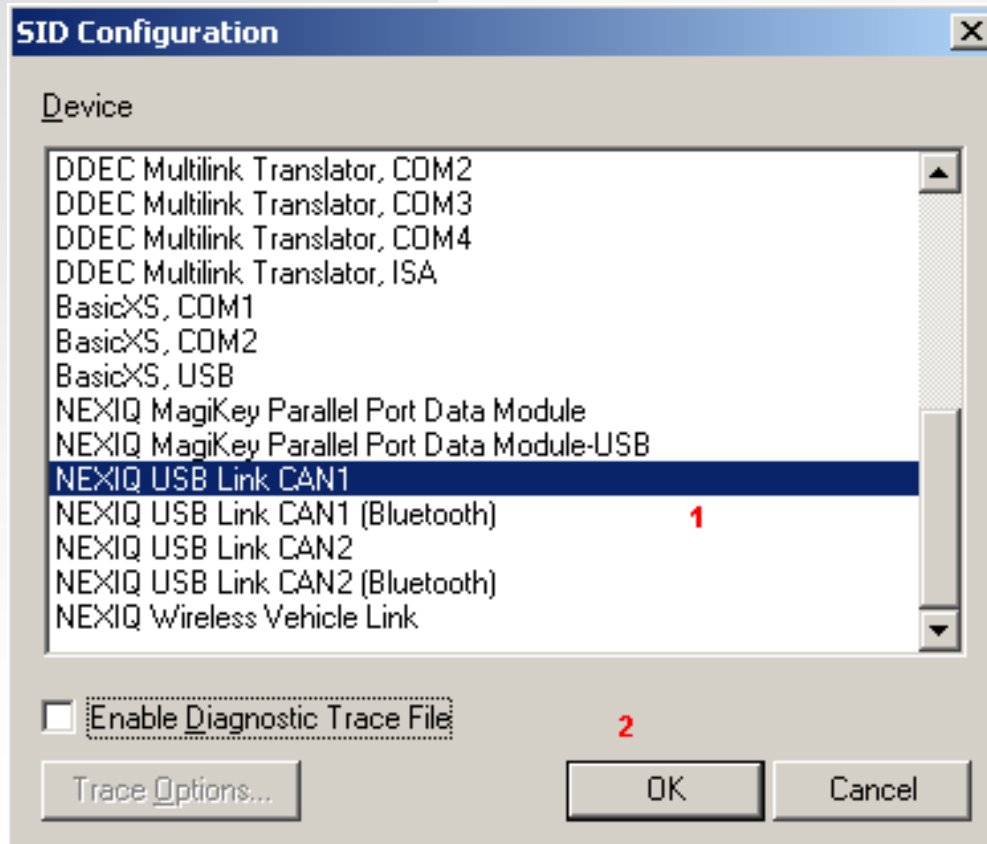 SID Configuration
Device
DDEC Multilink Translator, COM2
DDEC Multilink Translator, COM3
DDEC Multilink Translator, COM4
DDEC Multilink Translator, ISA
BasicXS, COM1
BasicXS, COM2
BasicXS, USB
NEXIQ MagiKey Parallel Port Data Module
NEXIQ MagiKey Parallel Port Data Module-USB
NEXIQ USB Link CAN1
NEXIQ USB Link CAN1 (Bluetooth) 1
NEXIQ USB Link CAN2
NEXIQ USB Link CAN2 (Bluetooth)
NEXIQ Wireless Vehicle Link
Enable Diagnostic Trace File 2
Trace Options... OK Cancel